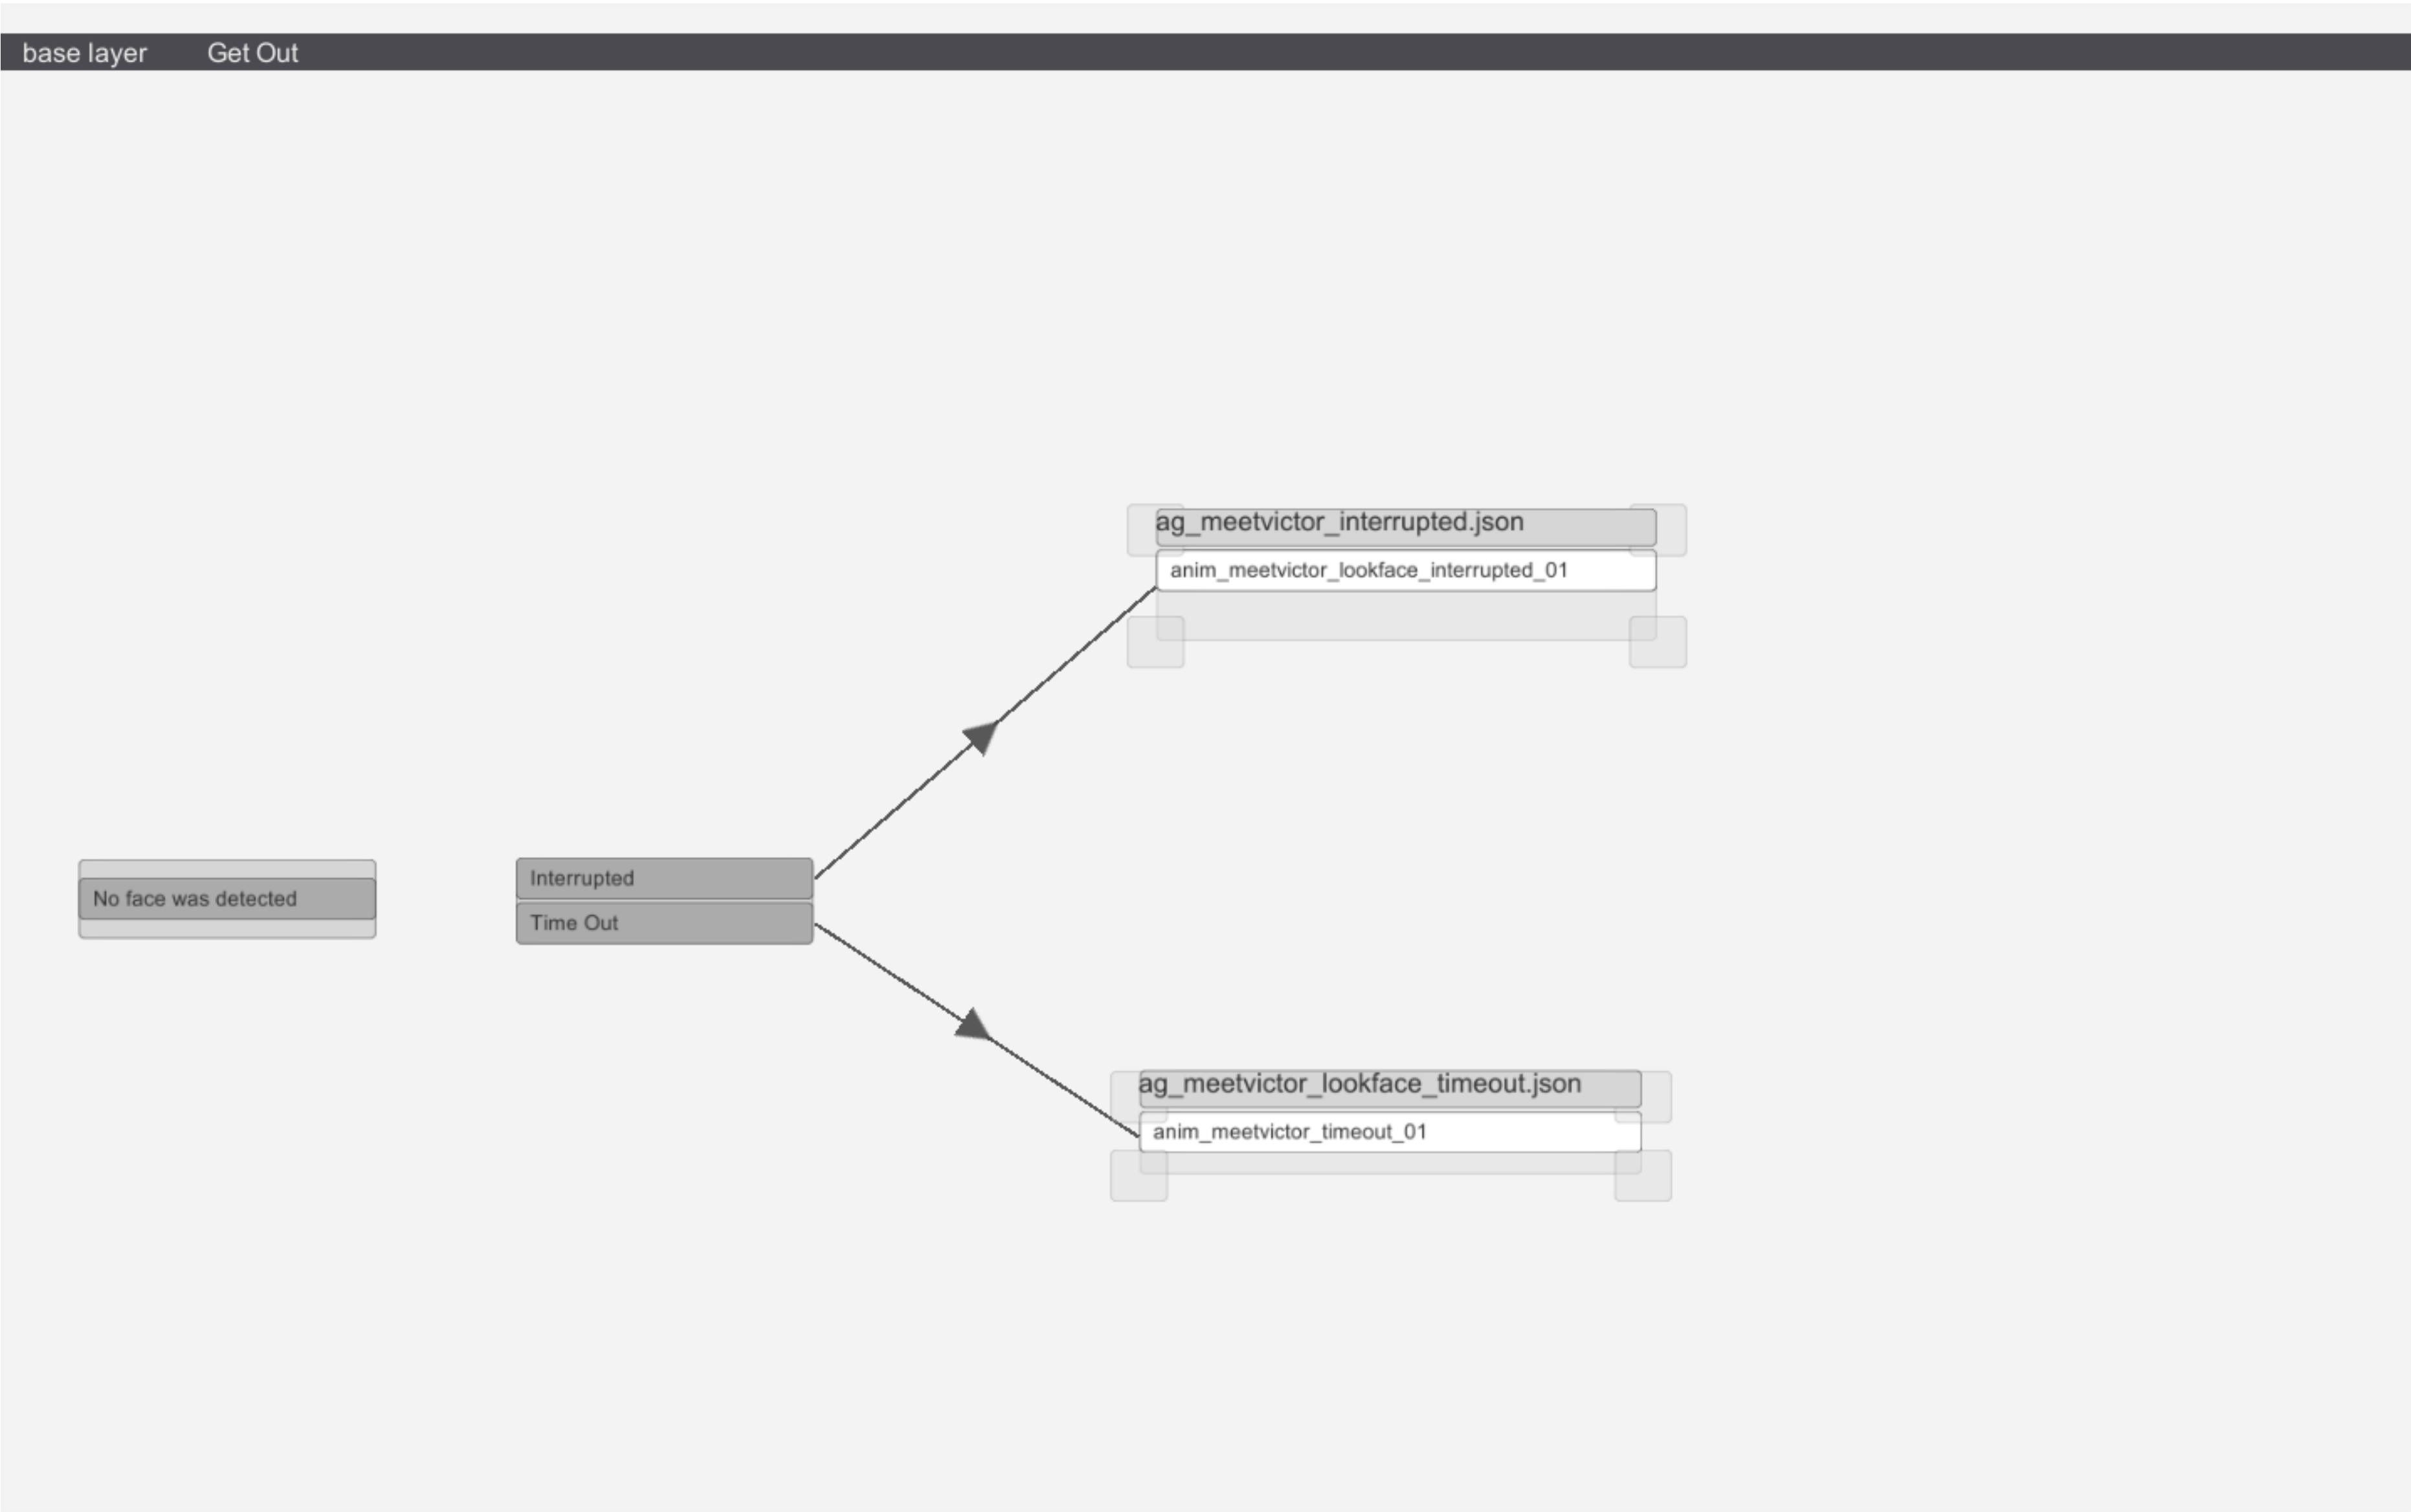 base layer Get Out
ag_meetvictor_interrupted.json
anim_meetvictor_lookface_interrupted_01
No face was detected
Interrupted
Time Out
ag_meetvictor_lookface_timeout.json
anim_meetvictor_timeout_01